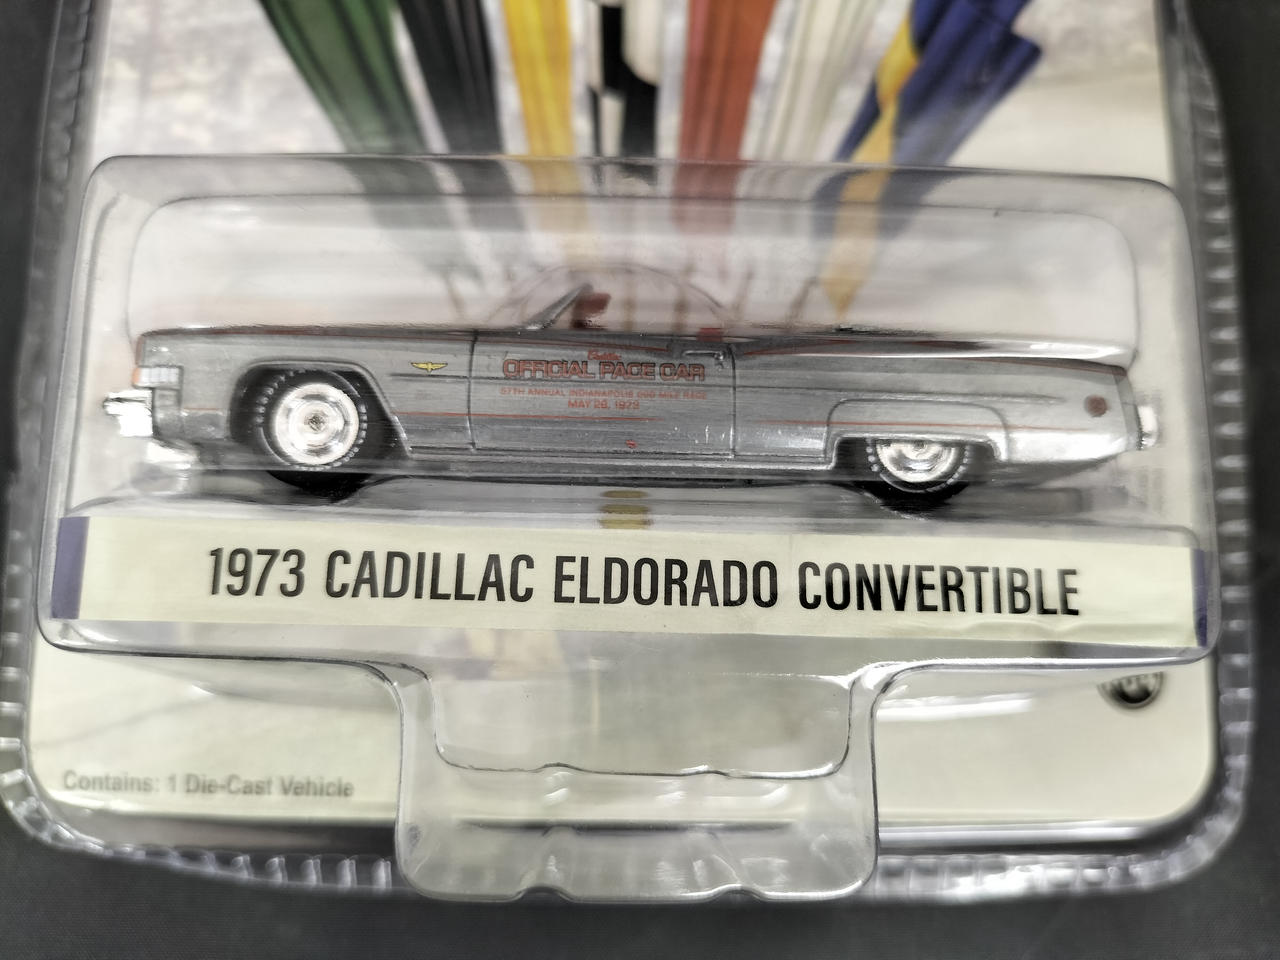 Cadillac
OFFICIAL PACE CAR
57TH ANNUAL INDIANAPOLIS 500 MILE RACE
MAY 28, 1973
1973 CADILLAC ELDORADO CONVERTIBLE
Contains: 1 Die-Cast Vehicle